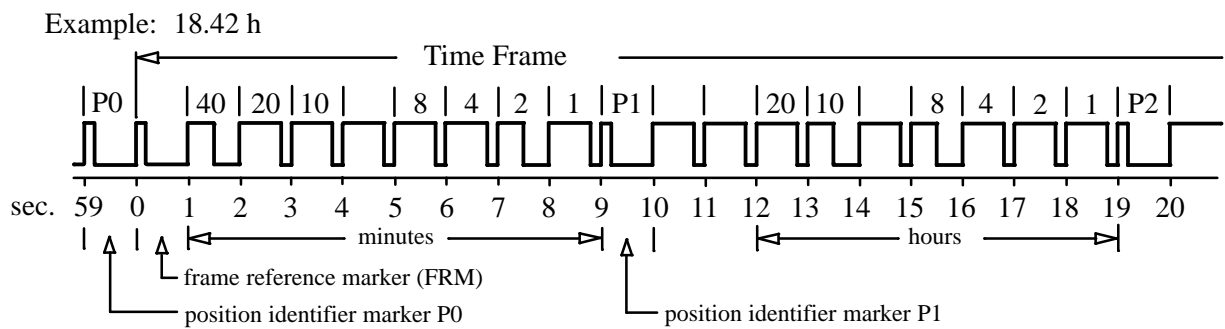 Example: 18.42 h
Time Frame
P0 40 20 10 8 4 2 1 P1 20 10 8 4 2 1 P2
sec. 59 0 1 2 3 4 5 6 7 8 9 10 11 12 13 14 15 16 17 18 19 20
minutes hours
frame reference marker (FRM)
position identifier marker P0 position identifier marker P1